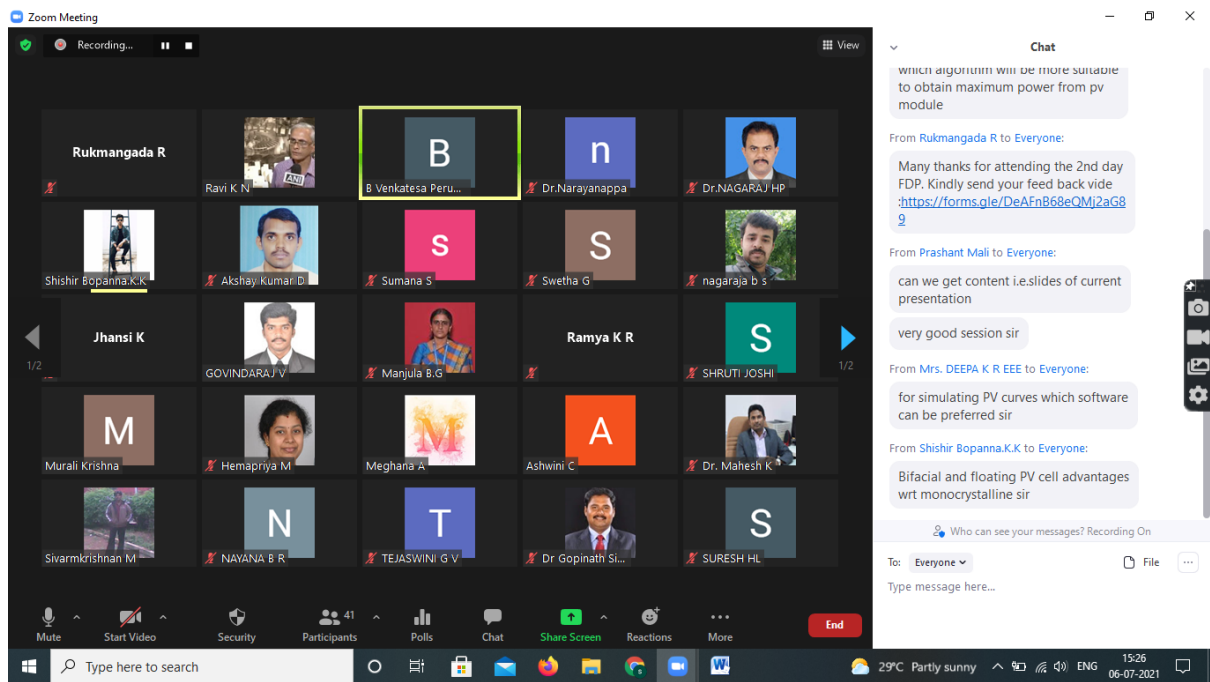 Zoom Meeting
Recording...
View
Rukmangada R
Ravi K N
ANI
B
B Venkatesa Peru...
n
Dr.Narayanappa
Dr.NAGARAJ HP
Shishir Bopanna.K.K
Akshay Kumar D
s
Sumana S
S
Swetha G
nagaraja b s
1/2
Jhansi K
GOVINDARAJ V
Manjula B.G
Ramya K R
S
SHRUTI JOSHI
1/2
M
Murali Krishna
Hemapriya M
M
Meghana A
A
Ashwini C
Dr. Mahesh K
Sivarmkrishnan M
N
NAYANA B R
T
TEJASWINI G V
Dr Gopinath Si...
S
SURESH HL
Mute
Start Video
Security
41
Participants
Polls
Chat
Share Screen
Reactions
More
End
Chat
which algorithm will be more suitable
to obtain maximum power from pv
module
From Rukmangada R to Everyone:
Many thanks for attending the 2nd day
FDP. Kindly send your feed back vide
:https://forms.gle/DeAFnB68eQMj2aG8
9
From Prashant Mali to Everyone:
can we get content i.e.slides of current
presentation
very good session sir
From Mrs. DEEPA K R EEE to Everyone:
for simulating PV curves which software
can be preferred sir
From Shishir Bopanna.K.K to Everyone:
Bifacial and floating PV cell advantages
wrt monocrystalline sir
Who can see your messages? Recording On
To: Everyone
File
Type message here...
Type here to search
W
29°C Partly sunny
ENG
15:26
06-07-2021